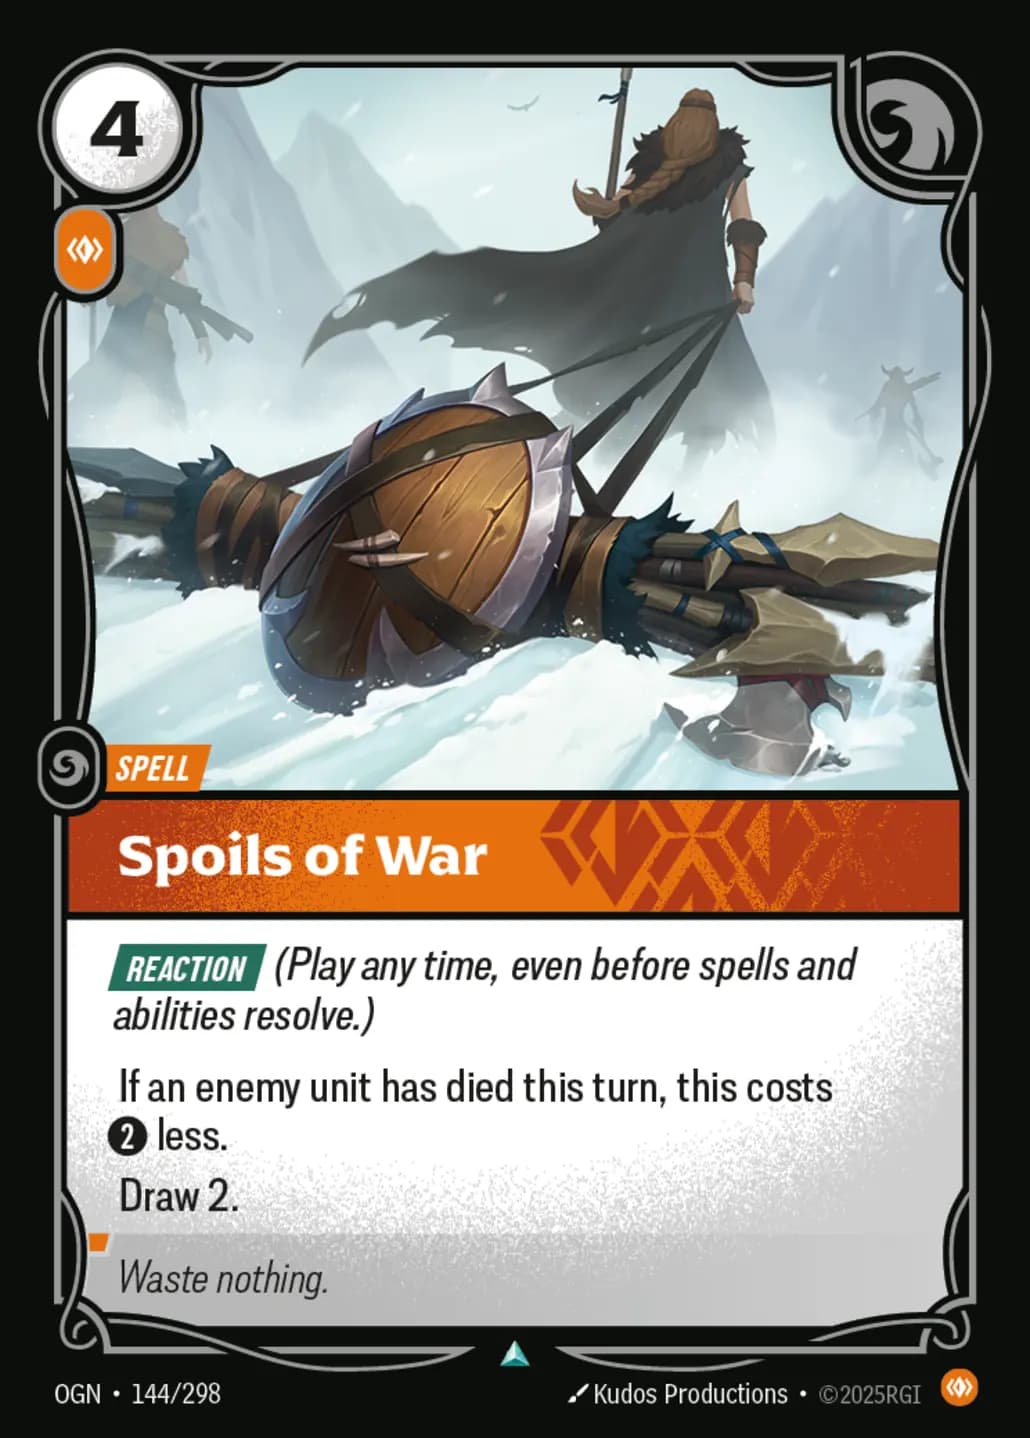 4
SPELL
Spoils of War
REACTION (Play any time, even before spells and
abilities resolve.)
If an enemy unit has died this turn, this costs
2 less.
Draw 2.
Waste nothing.
OGN • 144/298
Kudos Productions • ©2025RGI